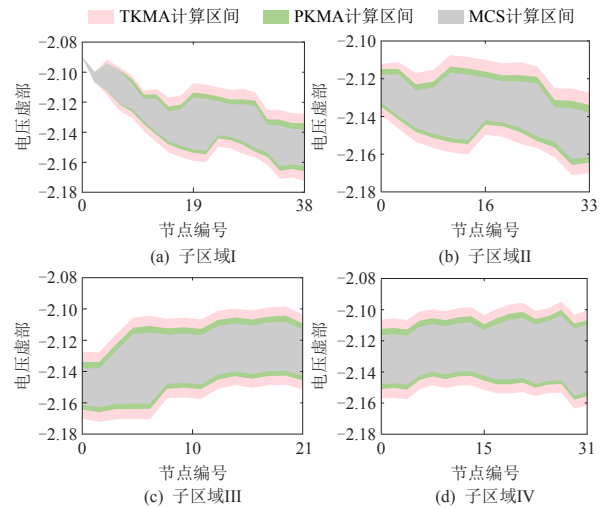 TKMA计算区间 PKMA计算区间 MCS计算区间
−2.08 −2.10
−2.10 −2.12
−2.12 −2.14
−2.14 −2.16
−2.16
−2.18 −2.18
电压虚部 电压虚部
0 19 38 0 16 33
节点编号 节点编号
(a) 子区域I (b) 子区域II
−2.08 −2.08
−2.10 −2.10
−2.12 −2.12
−2.14 −2.14
−2.16 −2.16
−2.18 −2.18
电压虚部 电压虚部
0 10 21 0 15 31
节点编号 节点编号
(c) 子区域III (d) 子区域IV